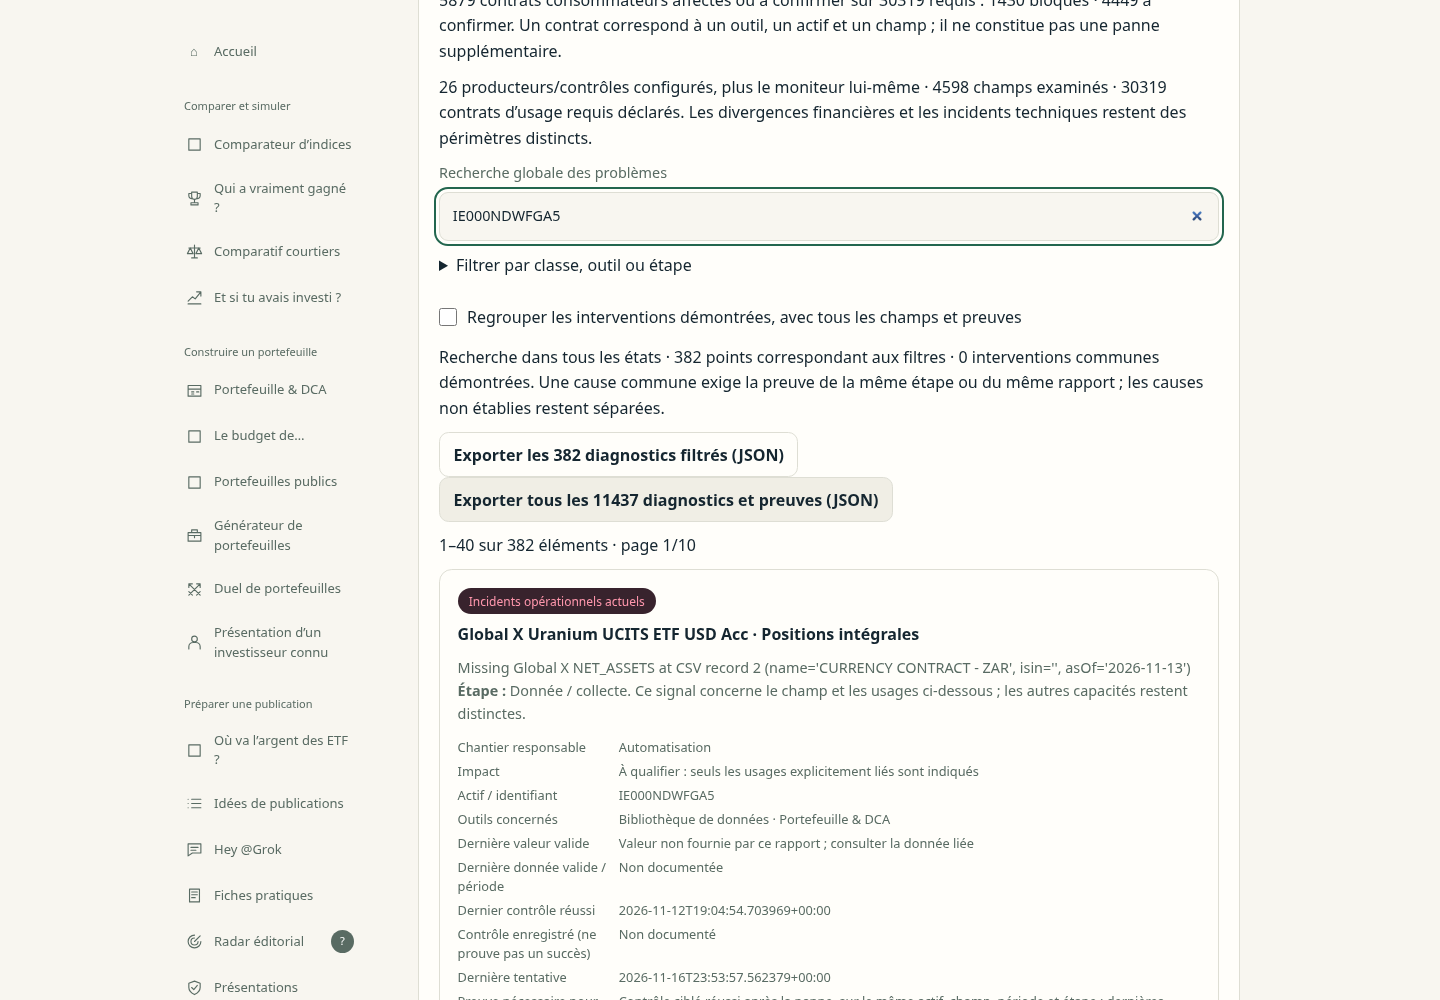 Accueil
Comparer et simuler
Comparateur d’indices
Qui a vraiment gagné
?
Comparatif courtiers
Et si tu avais investi ?
Construire un portefeuille
Portefeuille & DCA
Le budget de…
Portefeuilles publics
Générateur de
portefeuilles
Duel de portefeuilles
Présentation d’un
investisseur connu
Préparer une publication
Où va l’argent des ETF
?
Idées de publications
Hey @Grok
Fiches pratiques
Radar éditorial ?
Présentations
5879 contrats consommateurs affectés ou à confirmer sur 30319 requis : 1430 bloqués · 4449 à
confirmer. Un contrat correspond à un outil, un actif et un champ ; il ne constitue pas une panne
supplémentaire.
26 producteurs/contrôles configurés, plus le moniteur lui-même · 4598 champs examinés · 30319
contrats d’usage requis déclarés. Les divergences financières et les incidents techniques restent des
périmètres distincts.
Recherche globale des problèmes
IE000NDWFGA5
Filtrer par classe, outil ou étape
Regrouper les interventions démontrées, avec tous les champs et preuves
Recherche dans tous les états · 382 points correspondant aux filtres · 0 interventions communes
démontrées. Une cause commune exige la preuve de la même étape ou du même rapport ; les causes
non établies restent séparées.
Exporter les 382 diagnostics filtrés (JSON)
Exporter tous les 11437 diagnostics et preuves (JSON)
1–40 sur 382 éléments · page 1/10
Incidents opérationnels actuels
Global X Uranium UCITS ETF USD Acc · Positions intégrales
Missing Global X NET_ASSETS at CSV record 2 (name='CURRENCY CONTRACT - ZAR', isin='', asOf='2026-11-13')
Étape : Donnée / collecte. Ce signal concerne le champ et les usages ci-dessous ; les autres capacités restent
distinctes.
Chantier responsable Automatisation
Impact À qualifier : seuls les usages explicitement liés sont indiqués
Actif / identifiant IE000NDWFGA5
Outils concernés Bibliothèque de données · Portefeuille & DCA
Dernière valeur valide Valeur non fournie par ce rapport ; consulter la donnée liée
Dernière donnée valide / Non documentée
période
Dernier contrôle réussi 2026-11-12T19:04:54.703969+00:00
Contrôle enregistré (ne Non documenté
prouve pas un succès)
Dernière tentative 2026-11-16T23:53:57.562379+00:00